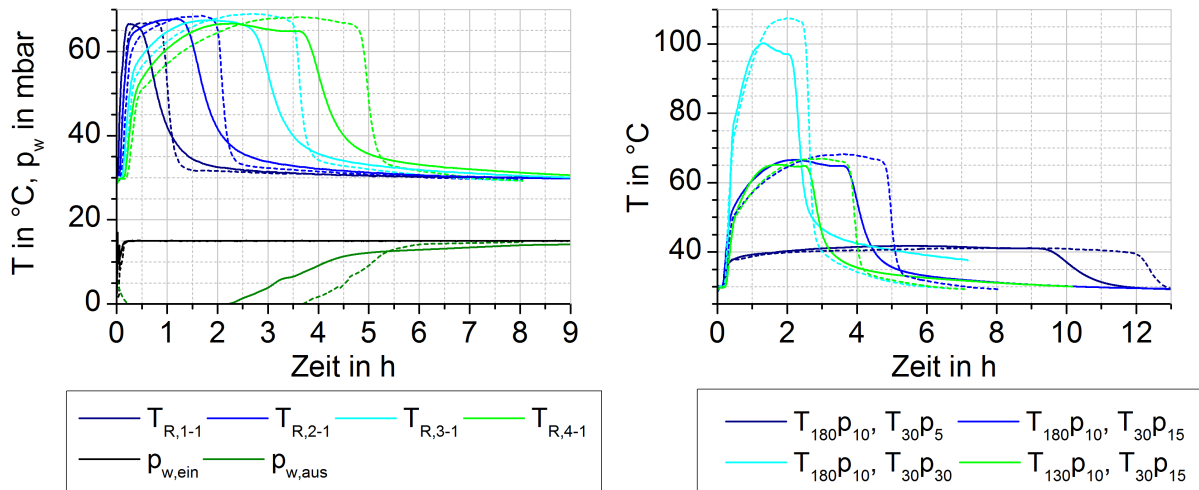 T in °C, p_w in mbar
60
40
20
0
0 1 2 3 4 5 6 7 8 9
Zeit in h
T_R,1-1 T_R,2-1 T_R,3-1 T_R,4-1
p_w,ein p_w,aus
T in °C
100
80
60
40
0 2 4 6 8 10 12
Zeit in h
T_180p_10, T_30p_5 T_180p_10, T_30p_15
T_180p_10, T_30p_30 T_130p_10, T_30p_15